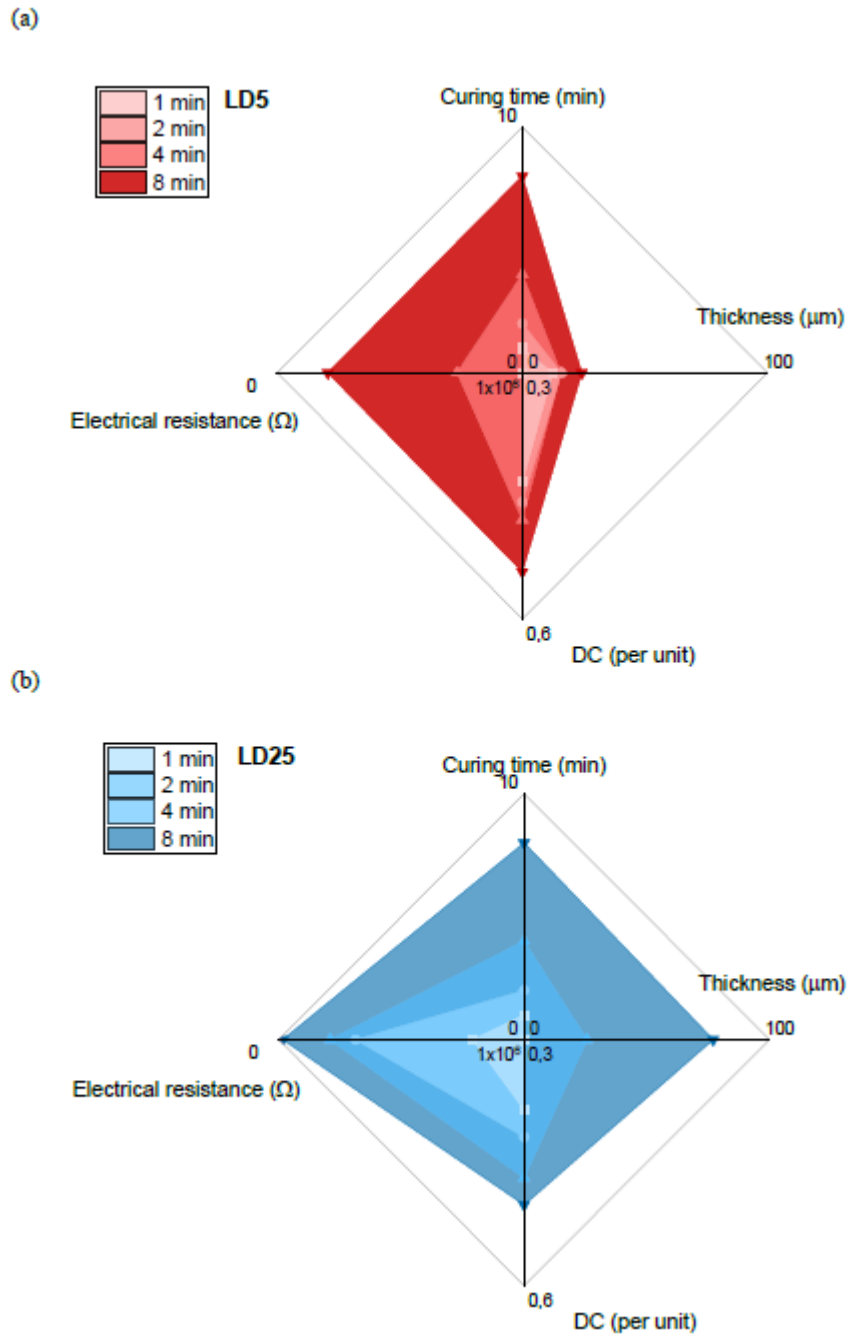 (a)
1 min
2 min
4 min
8 min
LD5
Curing time (min)
10
Thickness (μm)
0 0
100
0
1x10⁶ 0,3
Electrical resistance (Ω)
0,6
DC (per unit)
(b)
1 min
2 min
4 min
8 min
LD25
Curing time (min)
10
Thickness (μm)
0 0
100
0
1x10⁶ 0,3
Electrical resistance (Ω)
0,6
DC (per unit)